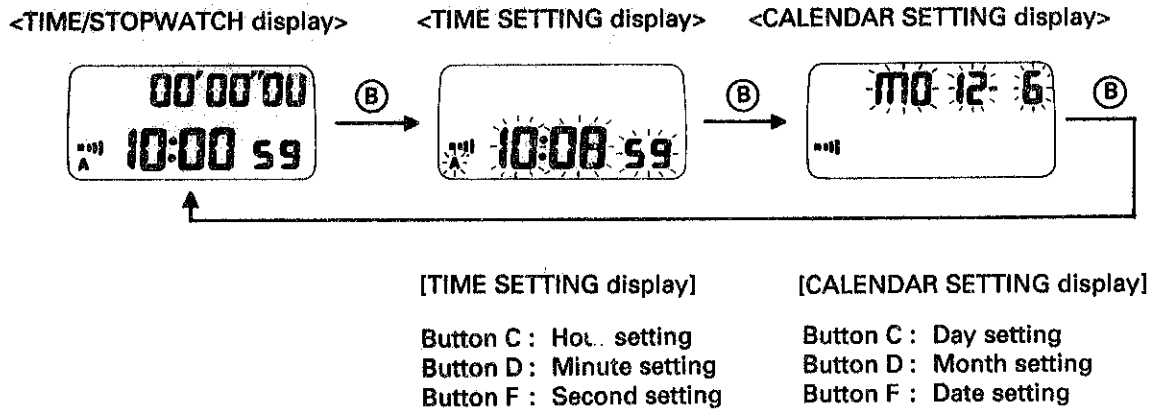 <TIME/STOPWATCH display> <TIME SETTING display> <CALENDAR SETTING display>
00'00"00 B B MO 12- 6 B
A 10:00 59 A 10:08 59
[TIME SETTING display] [CALENDAR SETTING display]
Button C : setting Button C : Day setting
Button D : Minute setting Button D : Month setting
Button F : Second setting Button F : Date setting